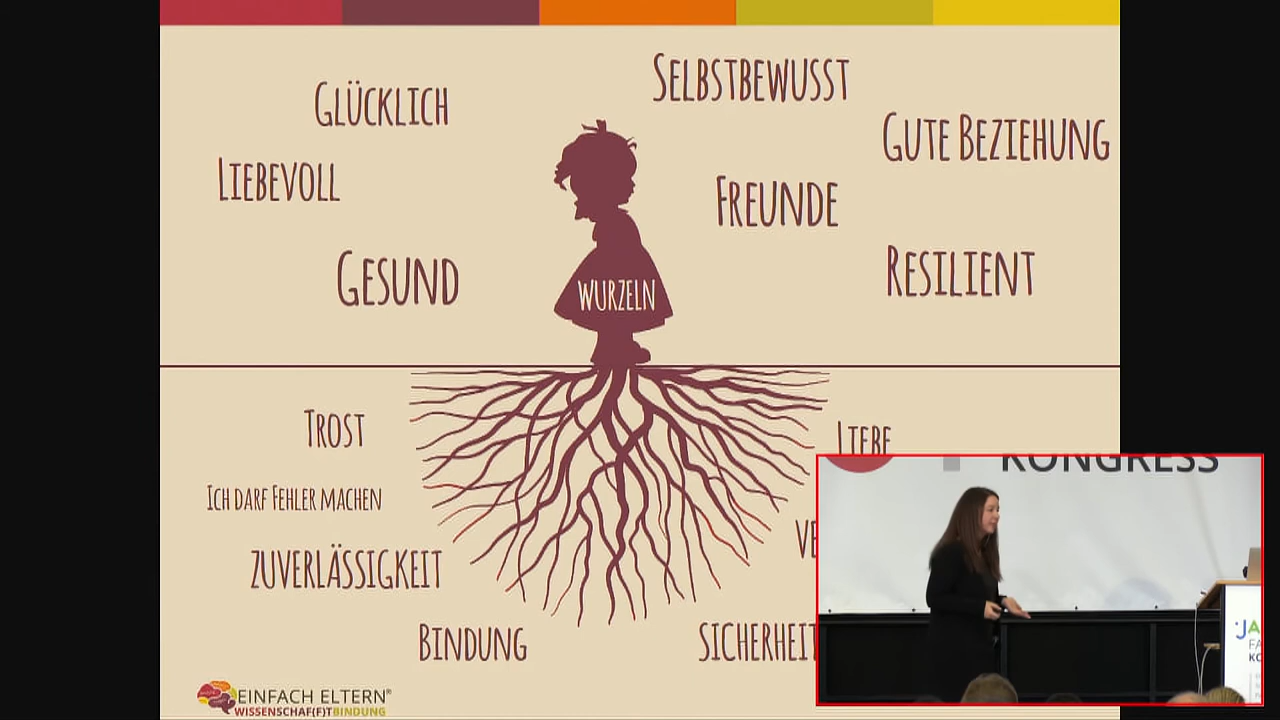 SELBSTBEWUSST
GLÜCKLICH
GUTE BEZIEHUNG
LIEBEVOLL
FREUNDE
GESUND
RESILIENT
WURZELN
TROST
LIEBE
ICH DARF FEHLER MACHEN
ZUVERLÄSSIGKEIT
BINDUNG
SICHERHEIT
EINFACH ELTERN®
WISSENSCHAF(F)TBINDUNG
KONGRESS